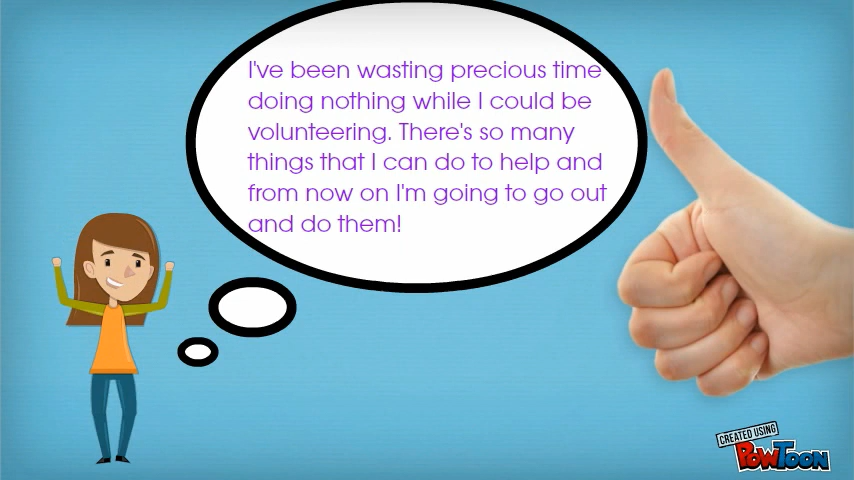 I've been wasting precious time
doing nothing while I could be
volunteering. There's so many
things that I can do to help and
from now on I'm going to go out
and do them!
CREATED USING
POWTOON